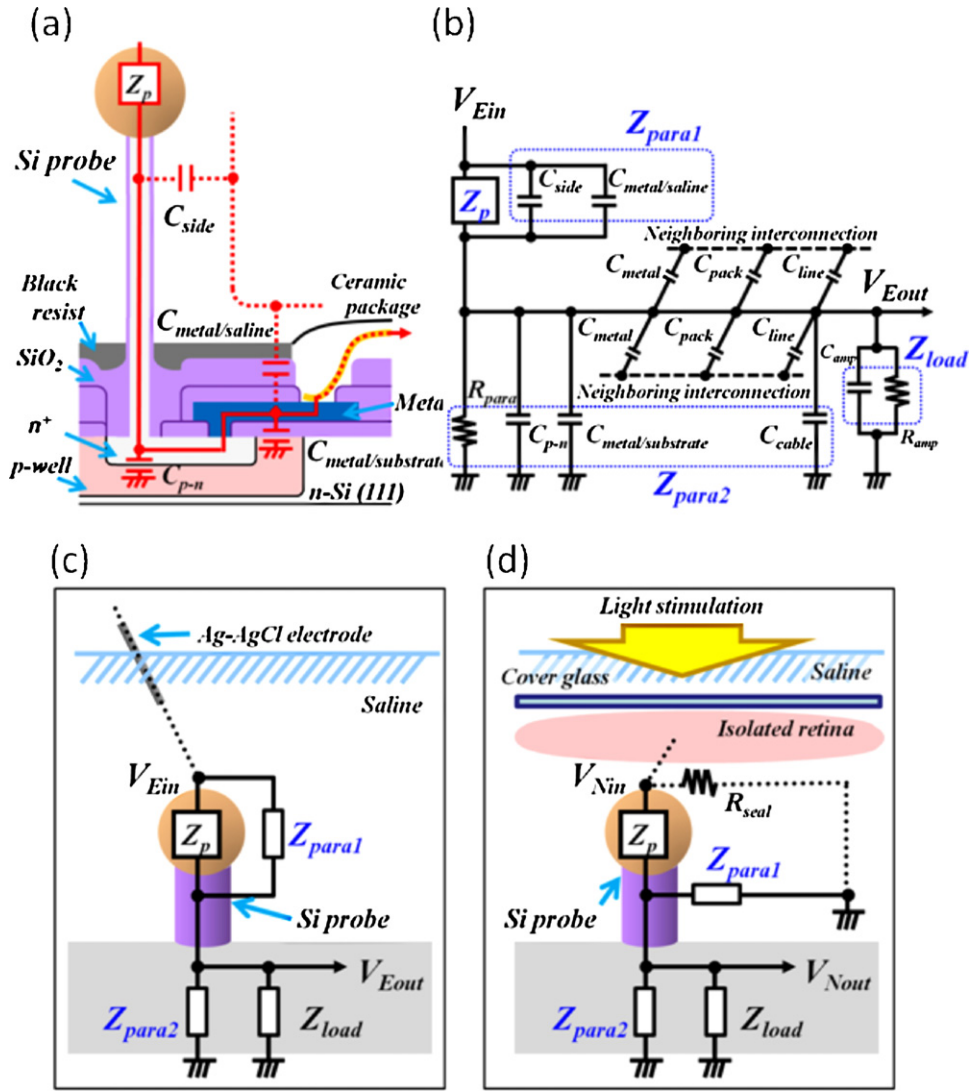 (a)
Z_p
Si probe
C_side
Black
resist
Ceramic
package
C_metal/saline
SiO_2
Meta
n^+
p-well
C_p-n
C_metal/substrate
n-Si (111)
(b)
V_Ein
Z_para1
C_side
C_metal/saline
Z_p
Neighboring interconnection
C_metal
C_pack
C_line
V_Eout
C_metal
C_pack
C_line
C_amp
Z_load
Neighboring interconnection
R_para
R_amp
C_p-n
C_metal/substrate
C_cable
Z_para2
(c)
Ag-AgCl electrode
Saline
V_Ein
Z_p
Z_para1
Si probe
V_Eout
Z_para2
Z_load
(d)
Light stimulation
Cover glass
Saline
Isolated retina
V_Nin
R_seal
Z_p
Z_para1
Si probe
V_Nout
Z_para2
Z_load